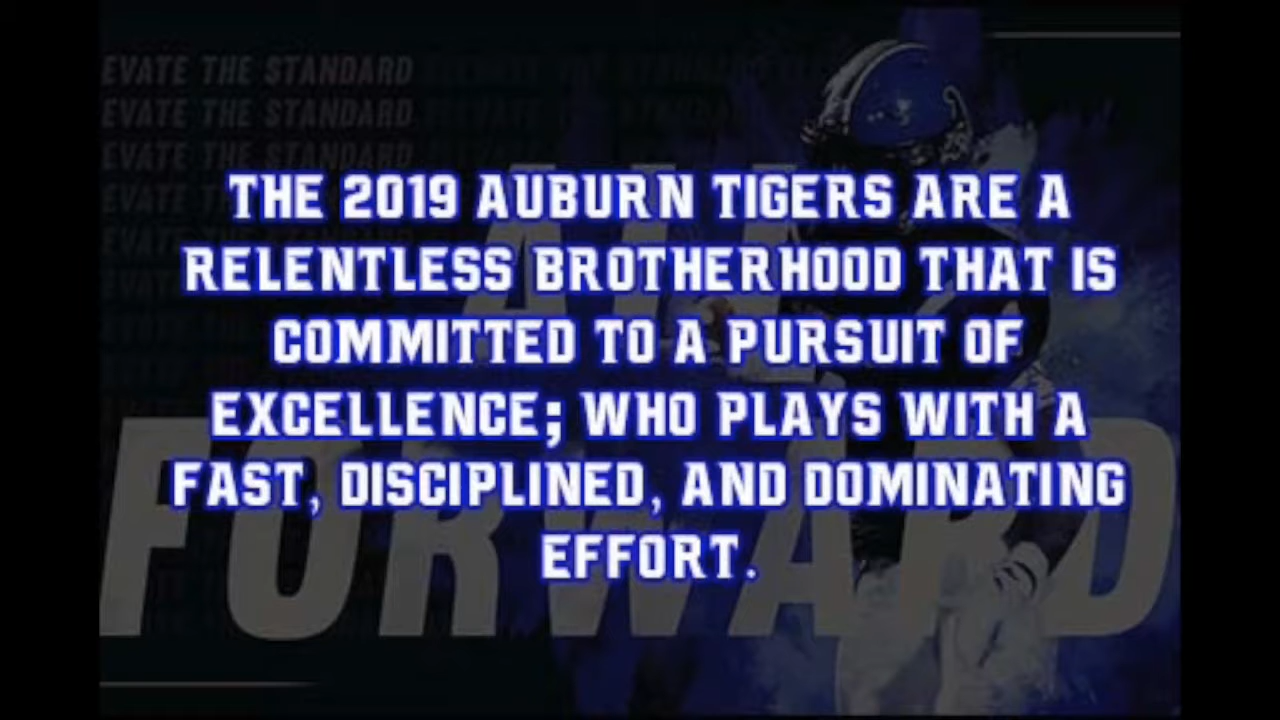 EVATE THE STANDARD
EVATE THE STANDARD
EVATE THE STANDARD
THE 2019 AUBURN TIGERS ARE A
RELENTLESS BROTHERHOOD THAT IS
COMMITTED TO A PURSUIT OF
EXCELLENCE; WHO PLAYS WITH A
FAST, DISCIPLINED, AND DOMINATING
EFFORT.
FORWARD